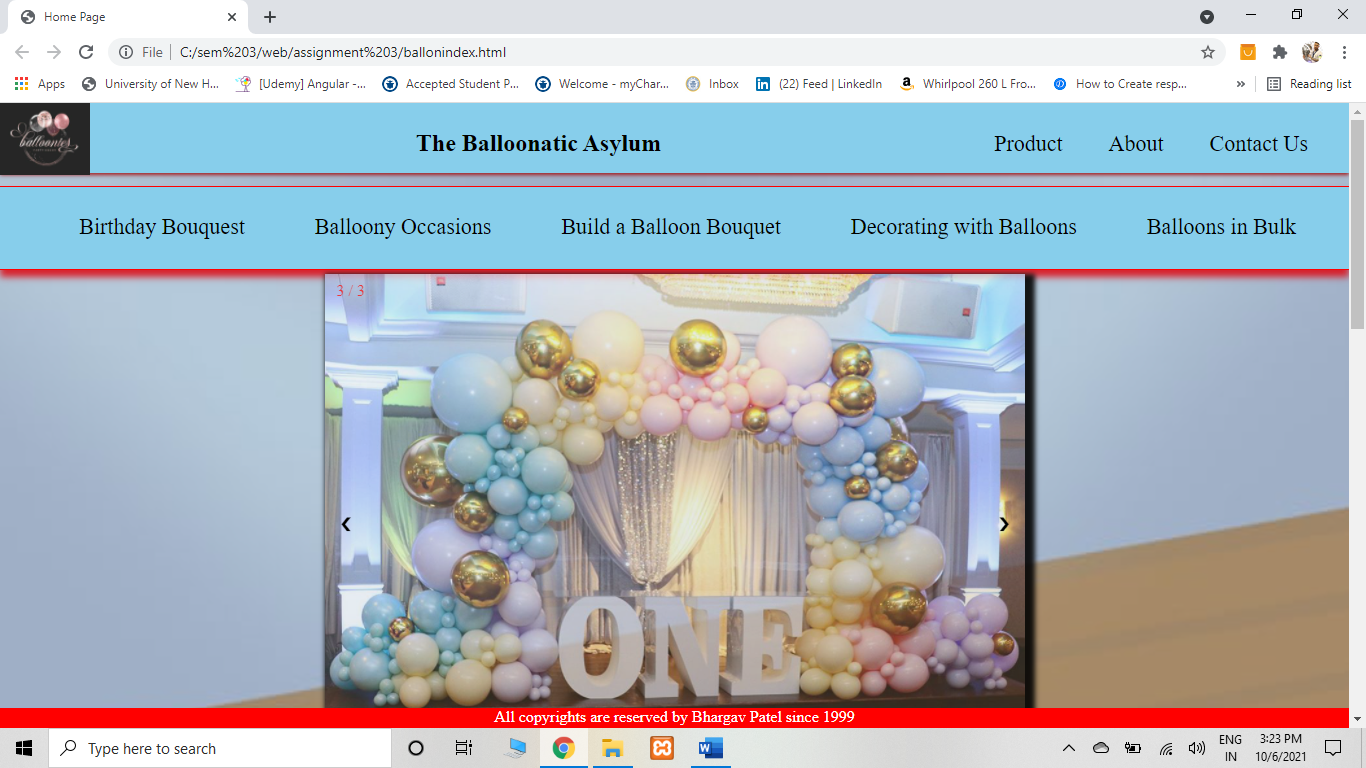 Home Page
File | C:/sem%203/web/assignment%203/ballonindex.html
Apps University of New H... [Udemy] Angular -... Accepted Student P... Welcome - myChar... Inbox (22) Feed | LinkedIn Whirlpool 260 L Fro... How to Create resp... » Reading list
balloontes
The Balloonatic Asylum Product About Contact Us
Birthday Bouquest Balloony Occasions Build a Balloon Bouquet Decorating with Balloons Balloons in Bulk
3 / 3
❮ ❯
ONE
All copyrights are reserved by Bhargav Patel since 1999
Type here to search
ENG
IN
3:23 PM
10/6/2021